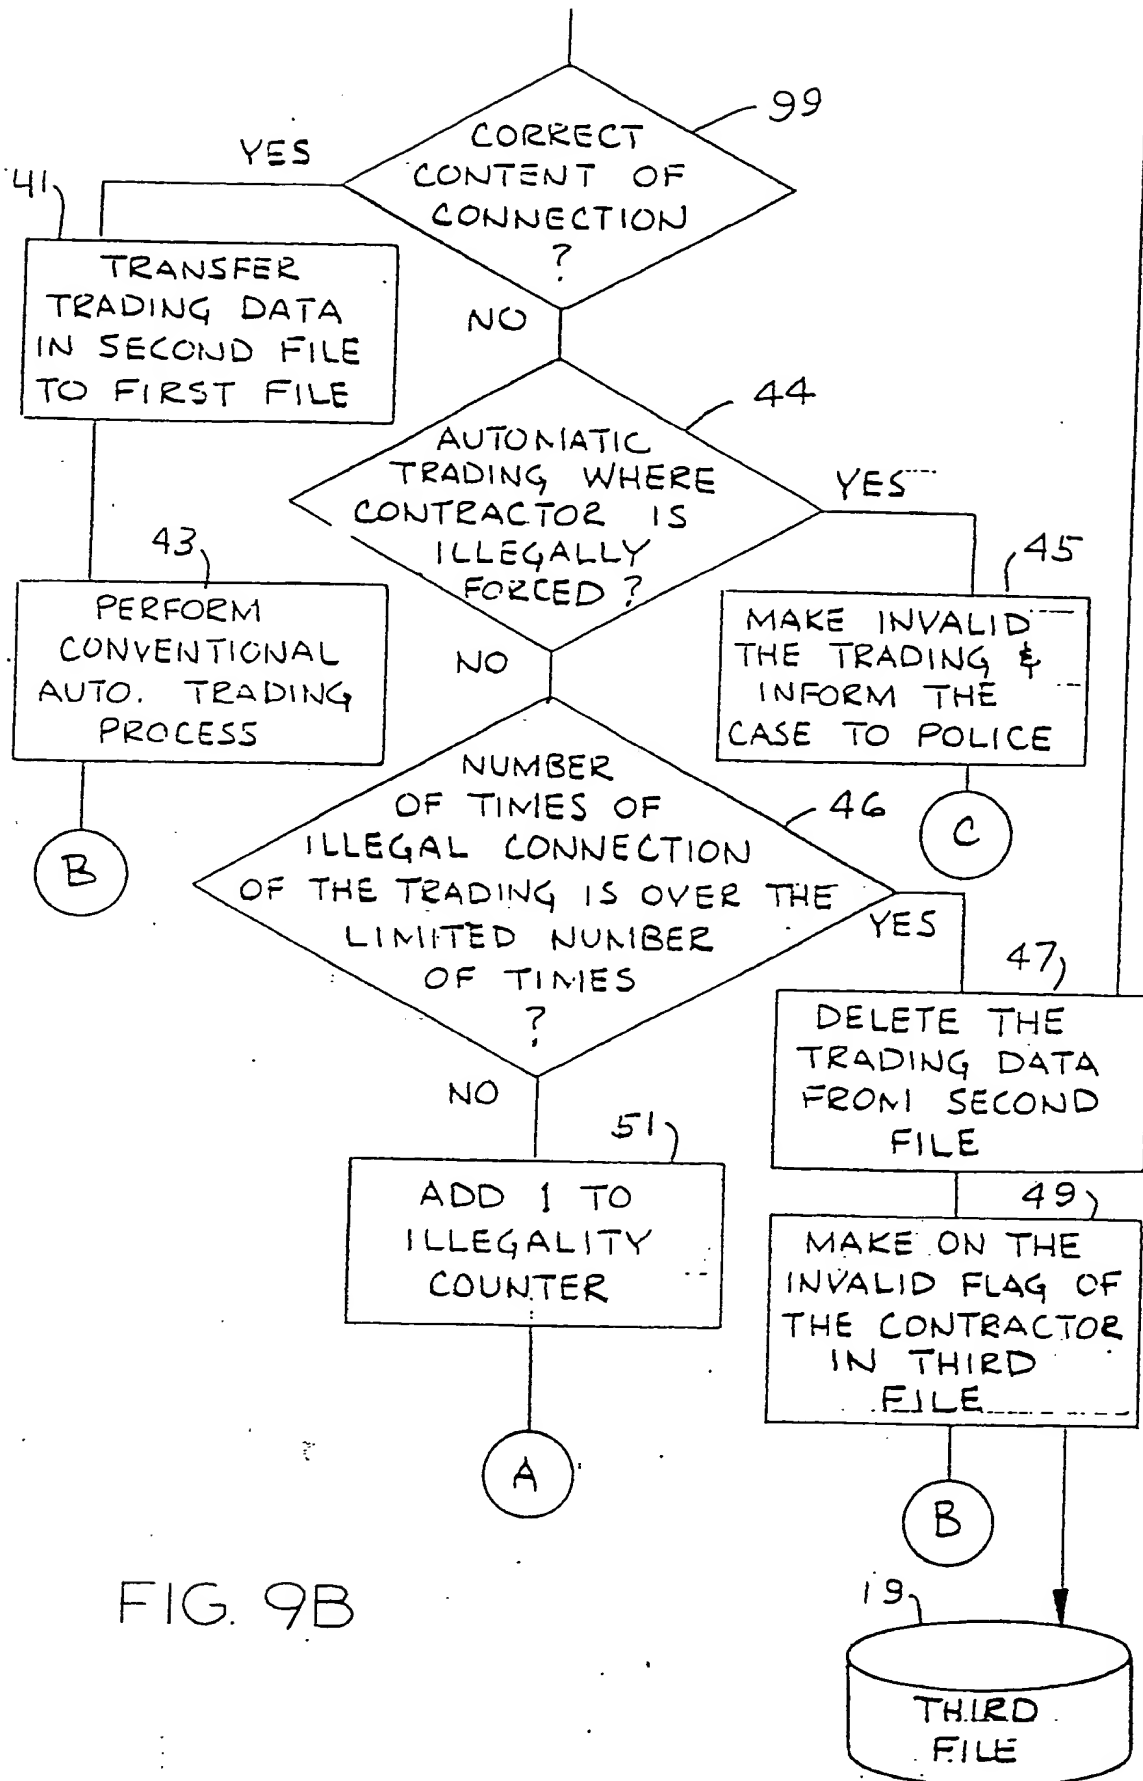 99
CORRECT
CONTENT OF
CONNECTION
?
YES
NO
41
TRANSFER
TRADING DATA
IN SECOND FILE
TO FIRST FILE
44
AUTOMATIC
TRADING WHERE
CONTRACTOR IS
ILLEGALLY
FORCED ?
YES
NO
43
PERFORM
CONVENTIONAL
AUTO. TRADING
PROCESS
B
45
MAKE INVALID
THE TRADING &
INFORM THE
CASE TO POLICE
C
46
NUMBER
OF TIMES OF
ILLEGAL CONNECTION
OF THE TRADING IS OVER THE
LIMITED NUMBER
OF TIMES
?
YES
NO
47
DELETE THE
TRADING DATA
FROM SECOND
FILE
51
ADD 1 TO
ILLEGALITY
COUNTER
A
49
MAKE ON THE
INVALID FLAG OF
THE CONTRACTOR
IN THIRD
FILE
B
19
THIRD
FILE
FIG. 9B